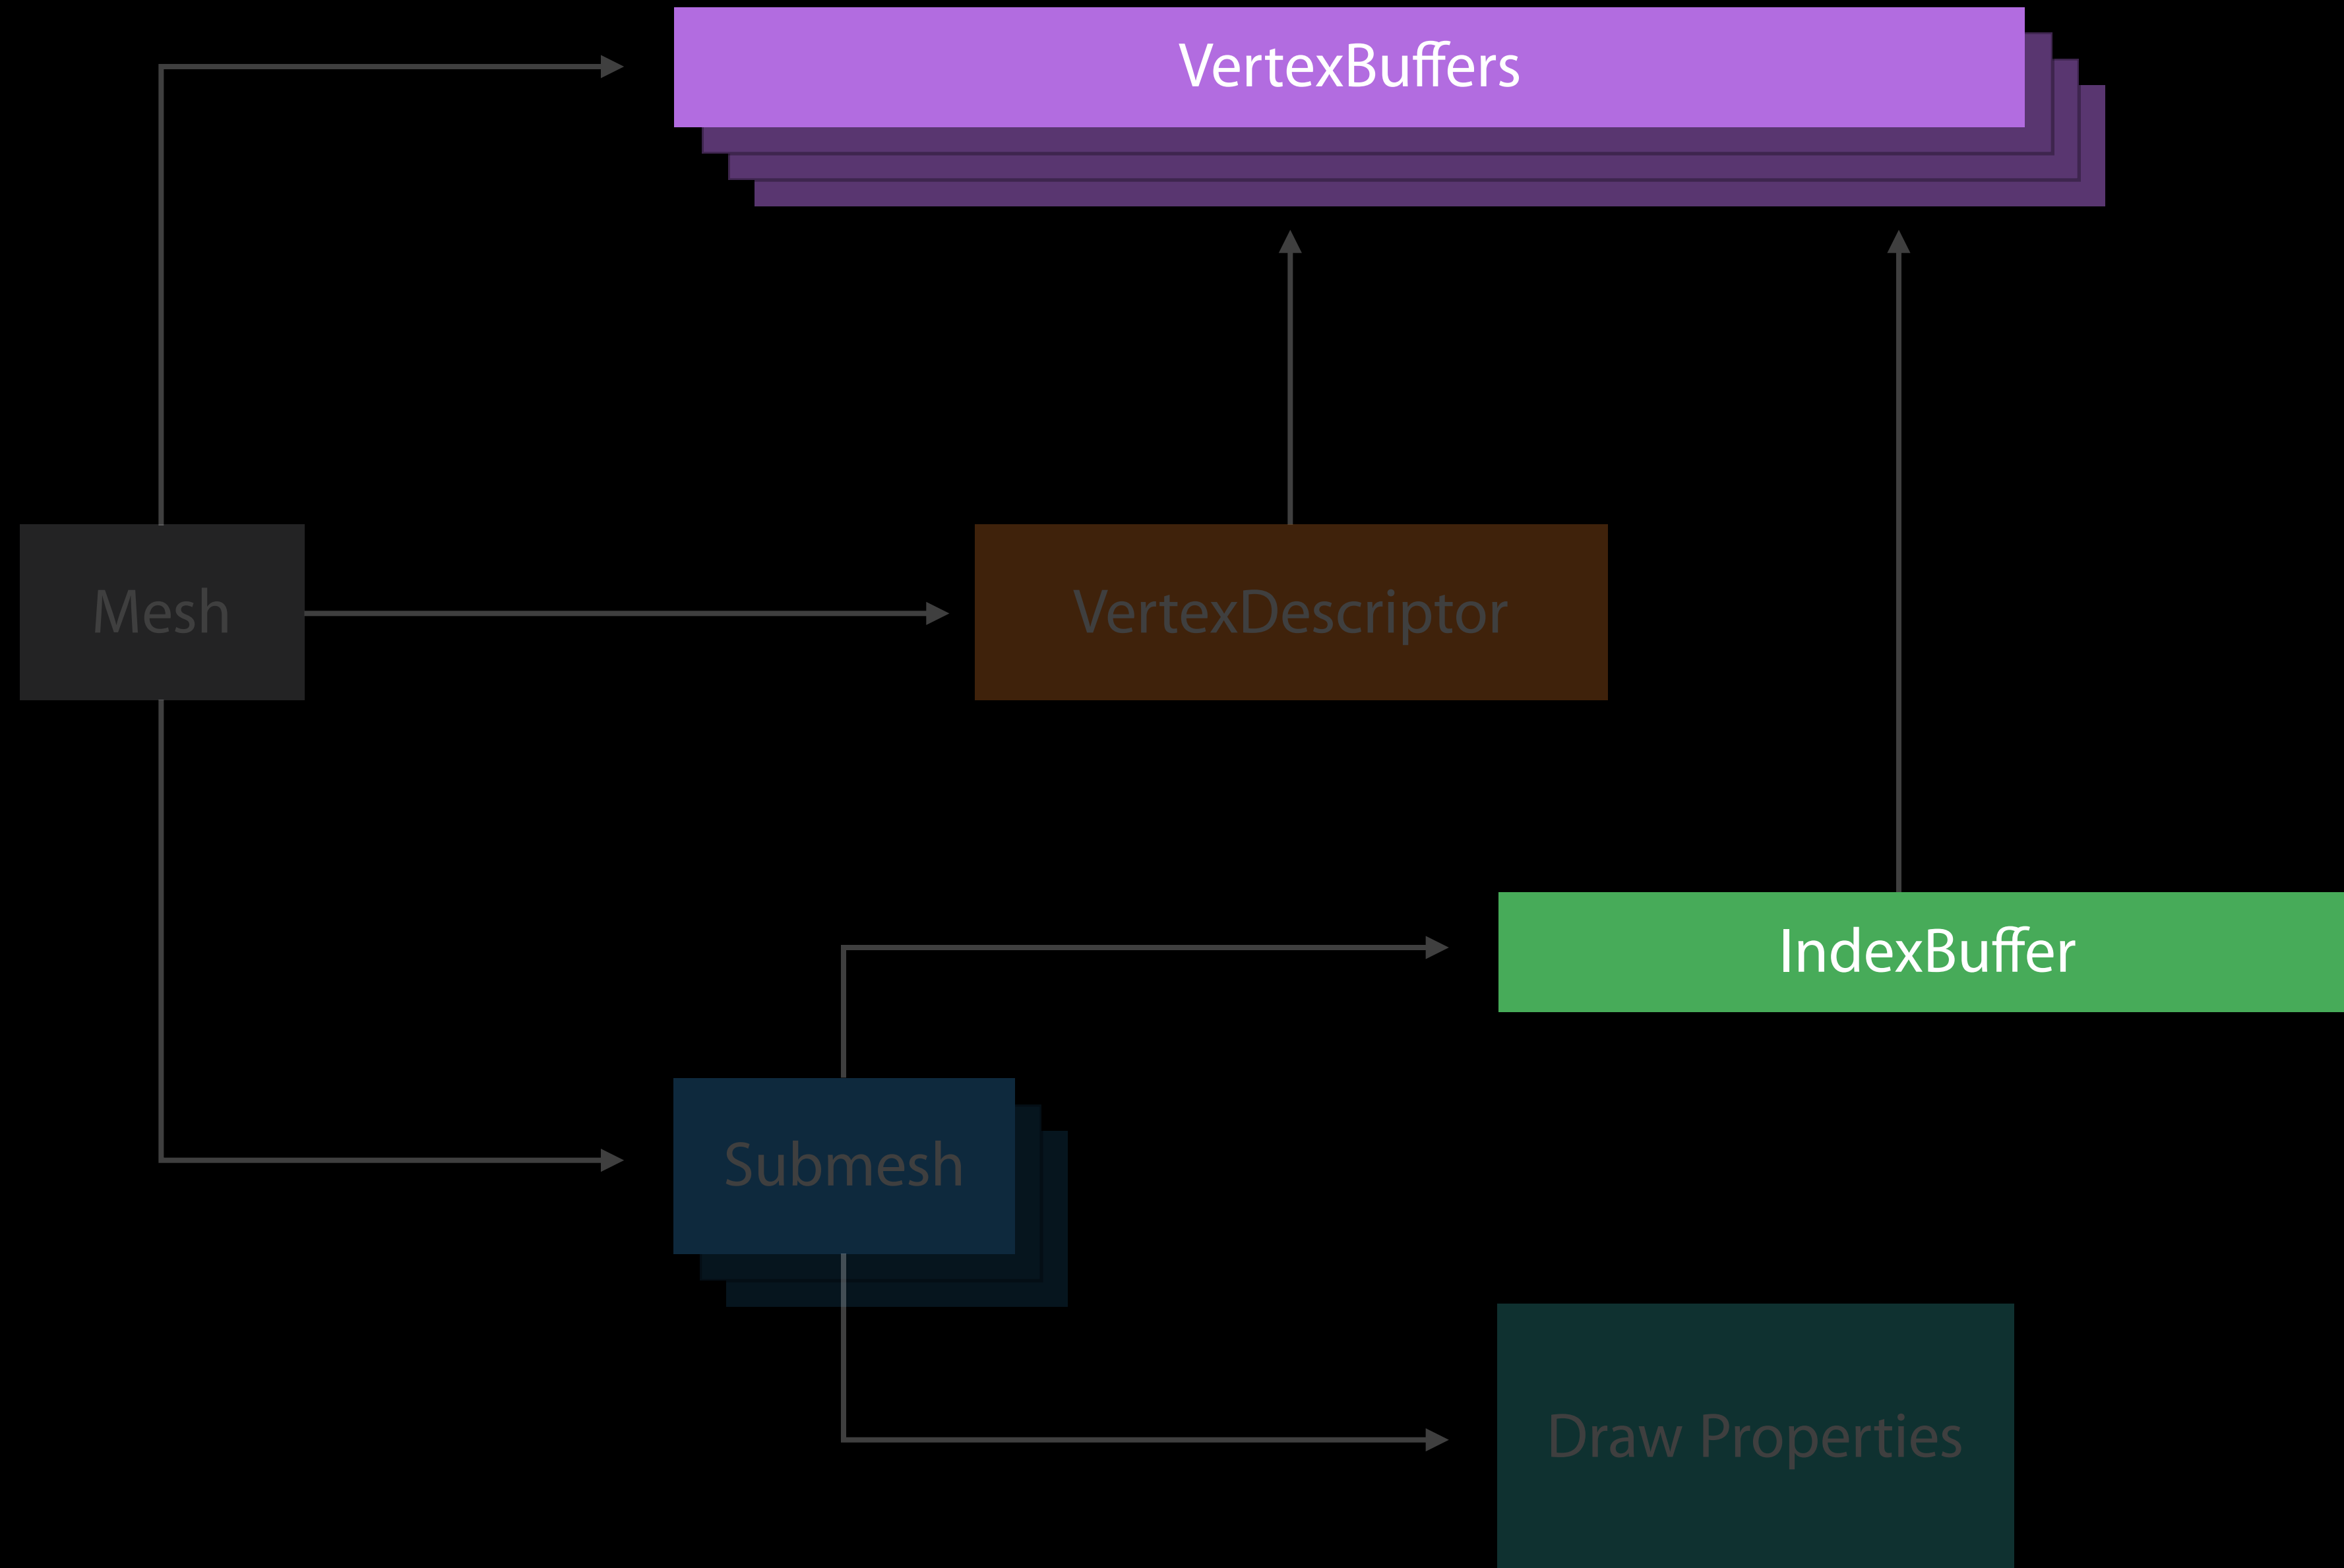 VertexBuffers
Mesh
VertexDescriptor
IndexBuffer
Submesh
Draw Properties